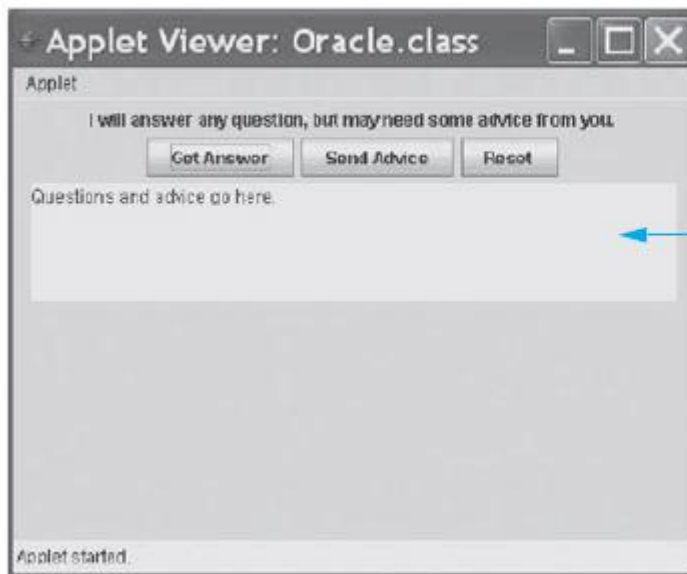 Applet Viewer: Oracle.class
Applet
I will answer any question, but may need some advice from you.
Get Answer Send Advice Reset
Questions and advice go here.
Applet started.